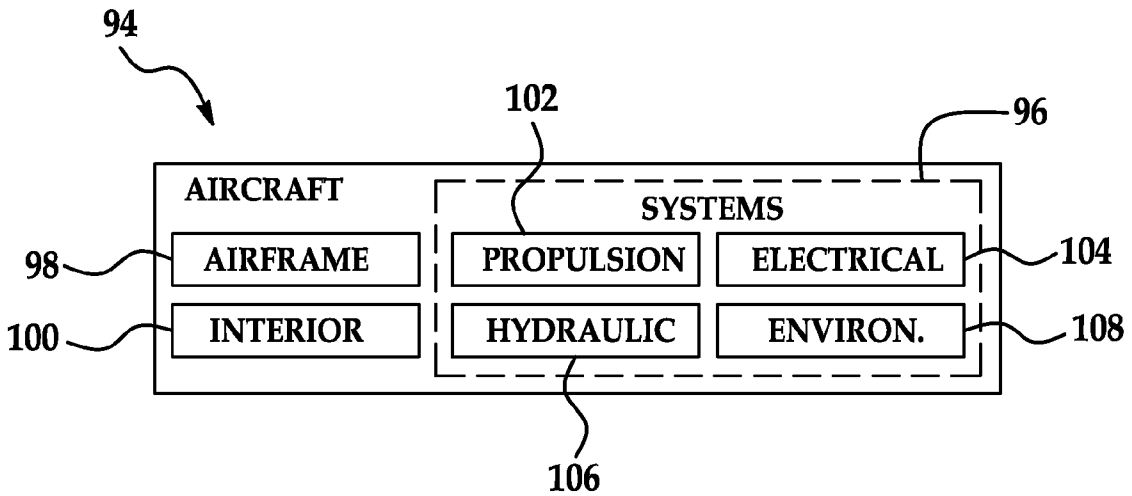 94
102
96
AIRCRAFT
SYSTEMS
98
AIRFRAME
PROPULSION
ELECTRICAL
104
100
INTERIOR
HYDRAULIC
ENVIRON.
108
106